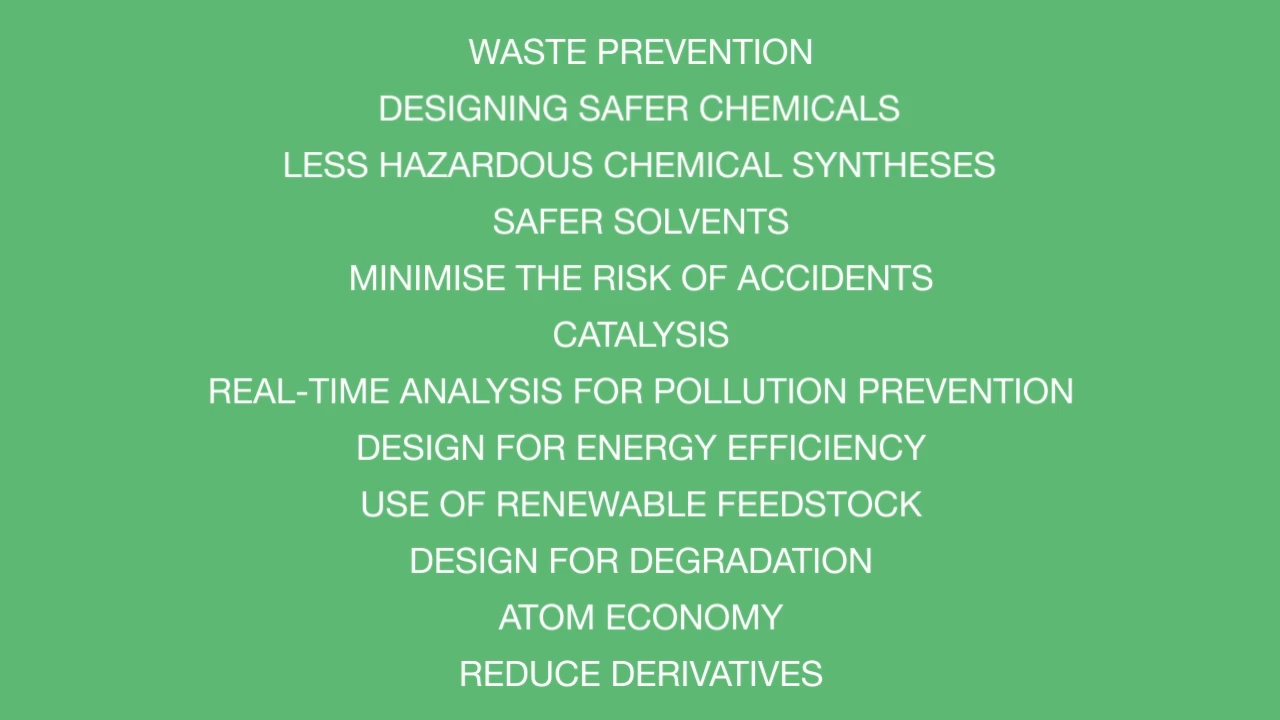 WASTE PREVENTION
DESIGNING SAFER CHEMICALS
LESS HAZARDOUS CHEMICAL SYNTHESES
SAFER SOLVENTS
MINIMISE THE RISK OF ACCIDENTS
CATALYSIS
REAL-TIME ANALYSIS FOR POLLUTION PREVENTION
DESIGN FOR ENERGY EFFICIENCY
USE OF RENEWABLE FEEDSTOCK
DESIGN FOR DEGRADATION
ATOM ECONOMY
REDUCE DERIVATIVES